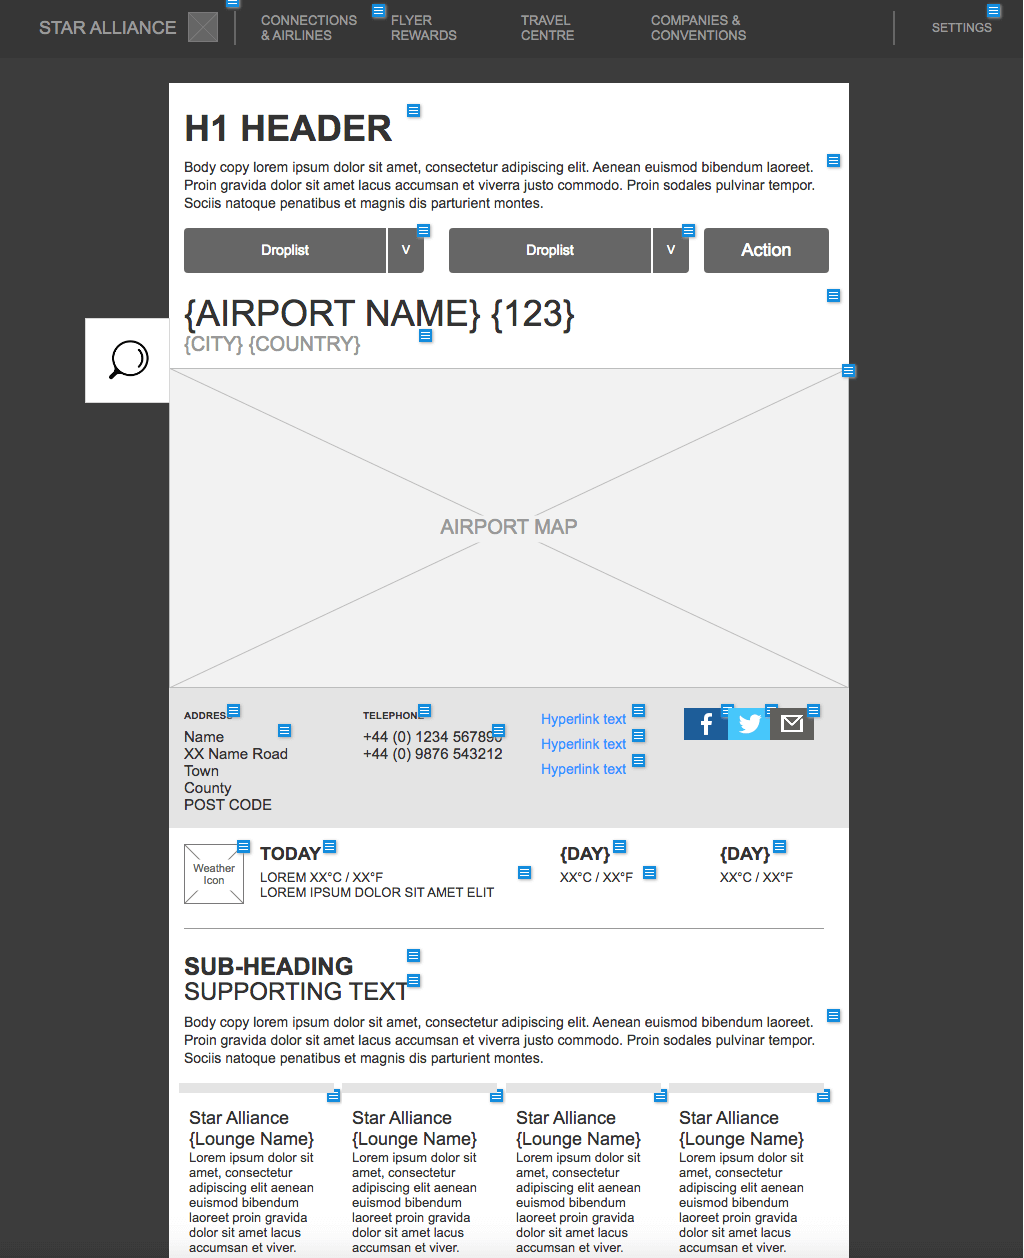 STAR ALLIANCE
CONNECTIONS
& AIRLINES
FLYER
REWARDS
TRAVEL
CENTRE
COMPANIES &
CONVENTIONS
SETTINGS
H1 HEADER
Body copy lorem ipsum dolor sit amet, consectetur adipiscing elit. Aenean euismod bibendum laoreet.
Proin gravida dolor sit amet lacus accumsan et viverra justo commodo. Proin sodales pulvinar tempor.
Sociis natoque penatibus et magnis dis parturient montes.
Droplist V
Droplist V
Action
{AIRPORT NAME} {123}
{CITY} {COUNTRY}
AIRPORT MAP
ADDRESS
Name
XX Name Road
Town
County
POST CODE
TELEPHONE
+44 (0) 1234 567890
+44 (0) 9876 543212
Hyperlink text
Hyperlink text
Hyperlink text
Weather
Icon
TODAY
LOREM XX°C / XX°F
LOREM IPSUM DOLOR SIT AMET ELIT
{DAY}
XX°C / XX°F
{DAY}
XX°C / XX°F
SUB-HEADING
SUPPORTING TEXT
Body copy lorem ipsum dolor sit amet, consectetur adipiscing elit. Aenean euismod bibendum laoreet.
Proin gravida dolor sit amet lacus accumsan et viverra justo commodo. Proin sodales pulvinar tempor.
Sociis natoque penatibus et magnis dis parturient montes.
Star Alliance
{Lounge Name}
Lorem ipsum dolor sit
amet, consectetur
adipiscing elit aenean
euismod bibendum
laoreet proin gravida
dolor sit amet lacus
accumsan et viver.
Star Alliance
{Lounge Name}
Lorem ipsum dolor sit
amet, consectetur
adipiscing elit aenean
euismod bibendum
laoreet proin gravida
dolor sit amet lacus
accumsan et viver.
Star Alliance
{Lounge Name}
Lorem ipsum dolor sit
amet, consectetur
adipiscing elit aenean
euismod bibendum
laoreet proin gravida
dolor sit amet lacus
accumsan et viver.
Star Alliance
{Lounge Name}
Lorem ipsum dolor sit
amet, consectetur
adipiscing elit aenean
euismod bibendum
laoreet proin gravida
dolor sit amet lacus
accumsan et viver.